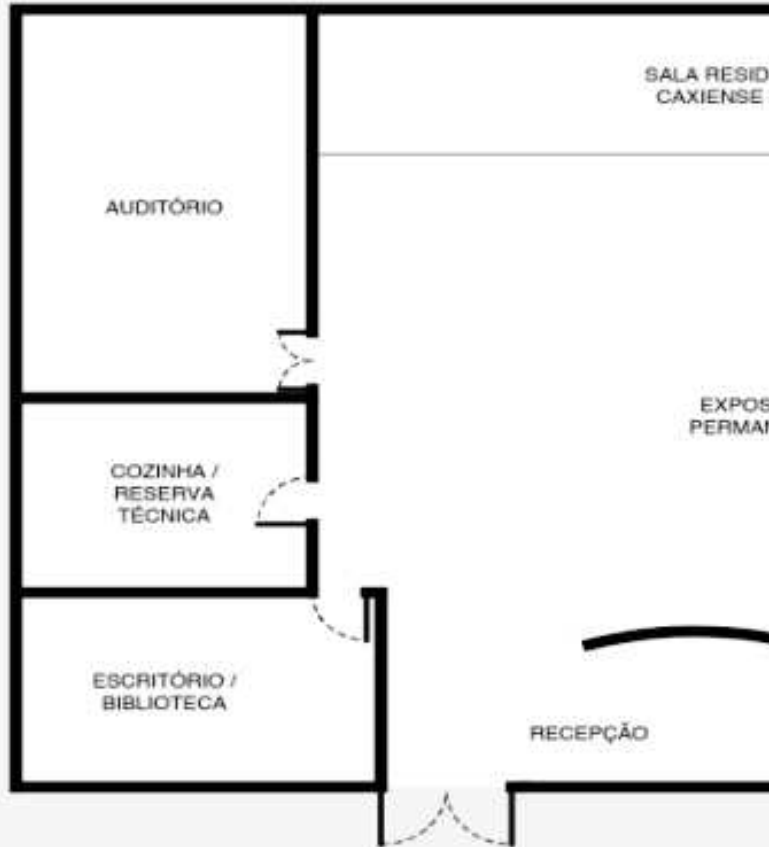 SALA RESID
CAXIENSE
AUDITÓRIO
EXPOS
PERMAN
COZINHA /
RESERVA
TÉCNICA
ESCRITÓRIO /
BIBLIOTECA
RECEPÇÃO